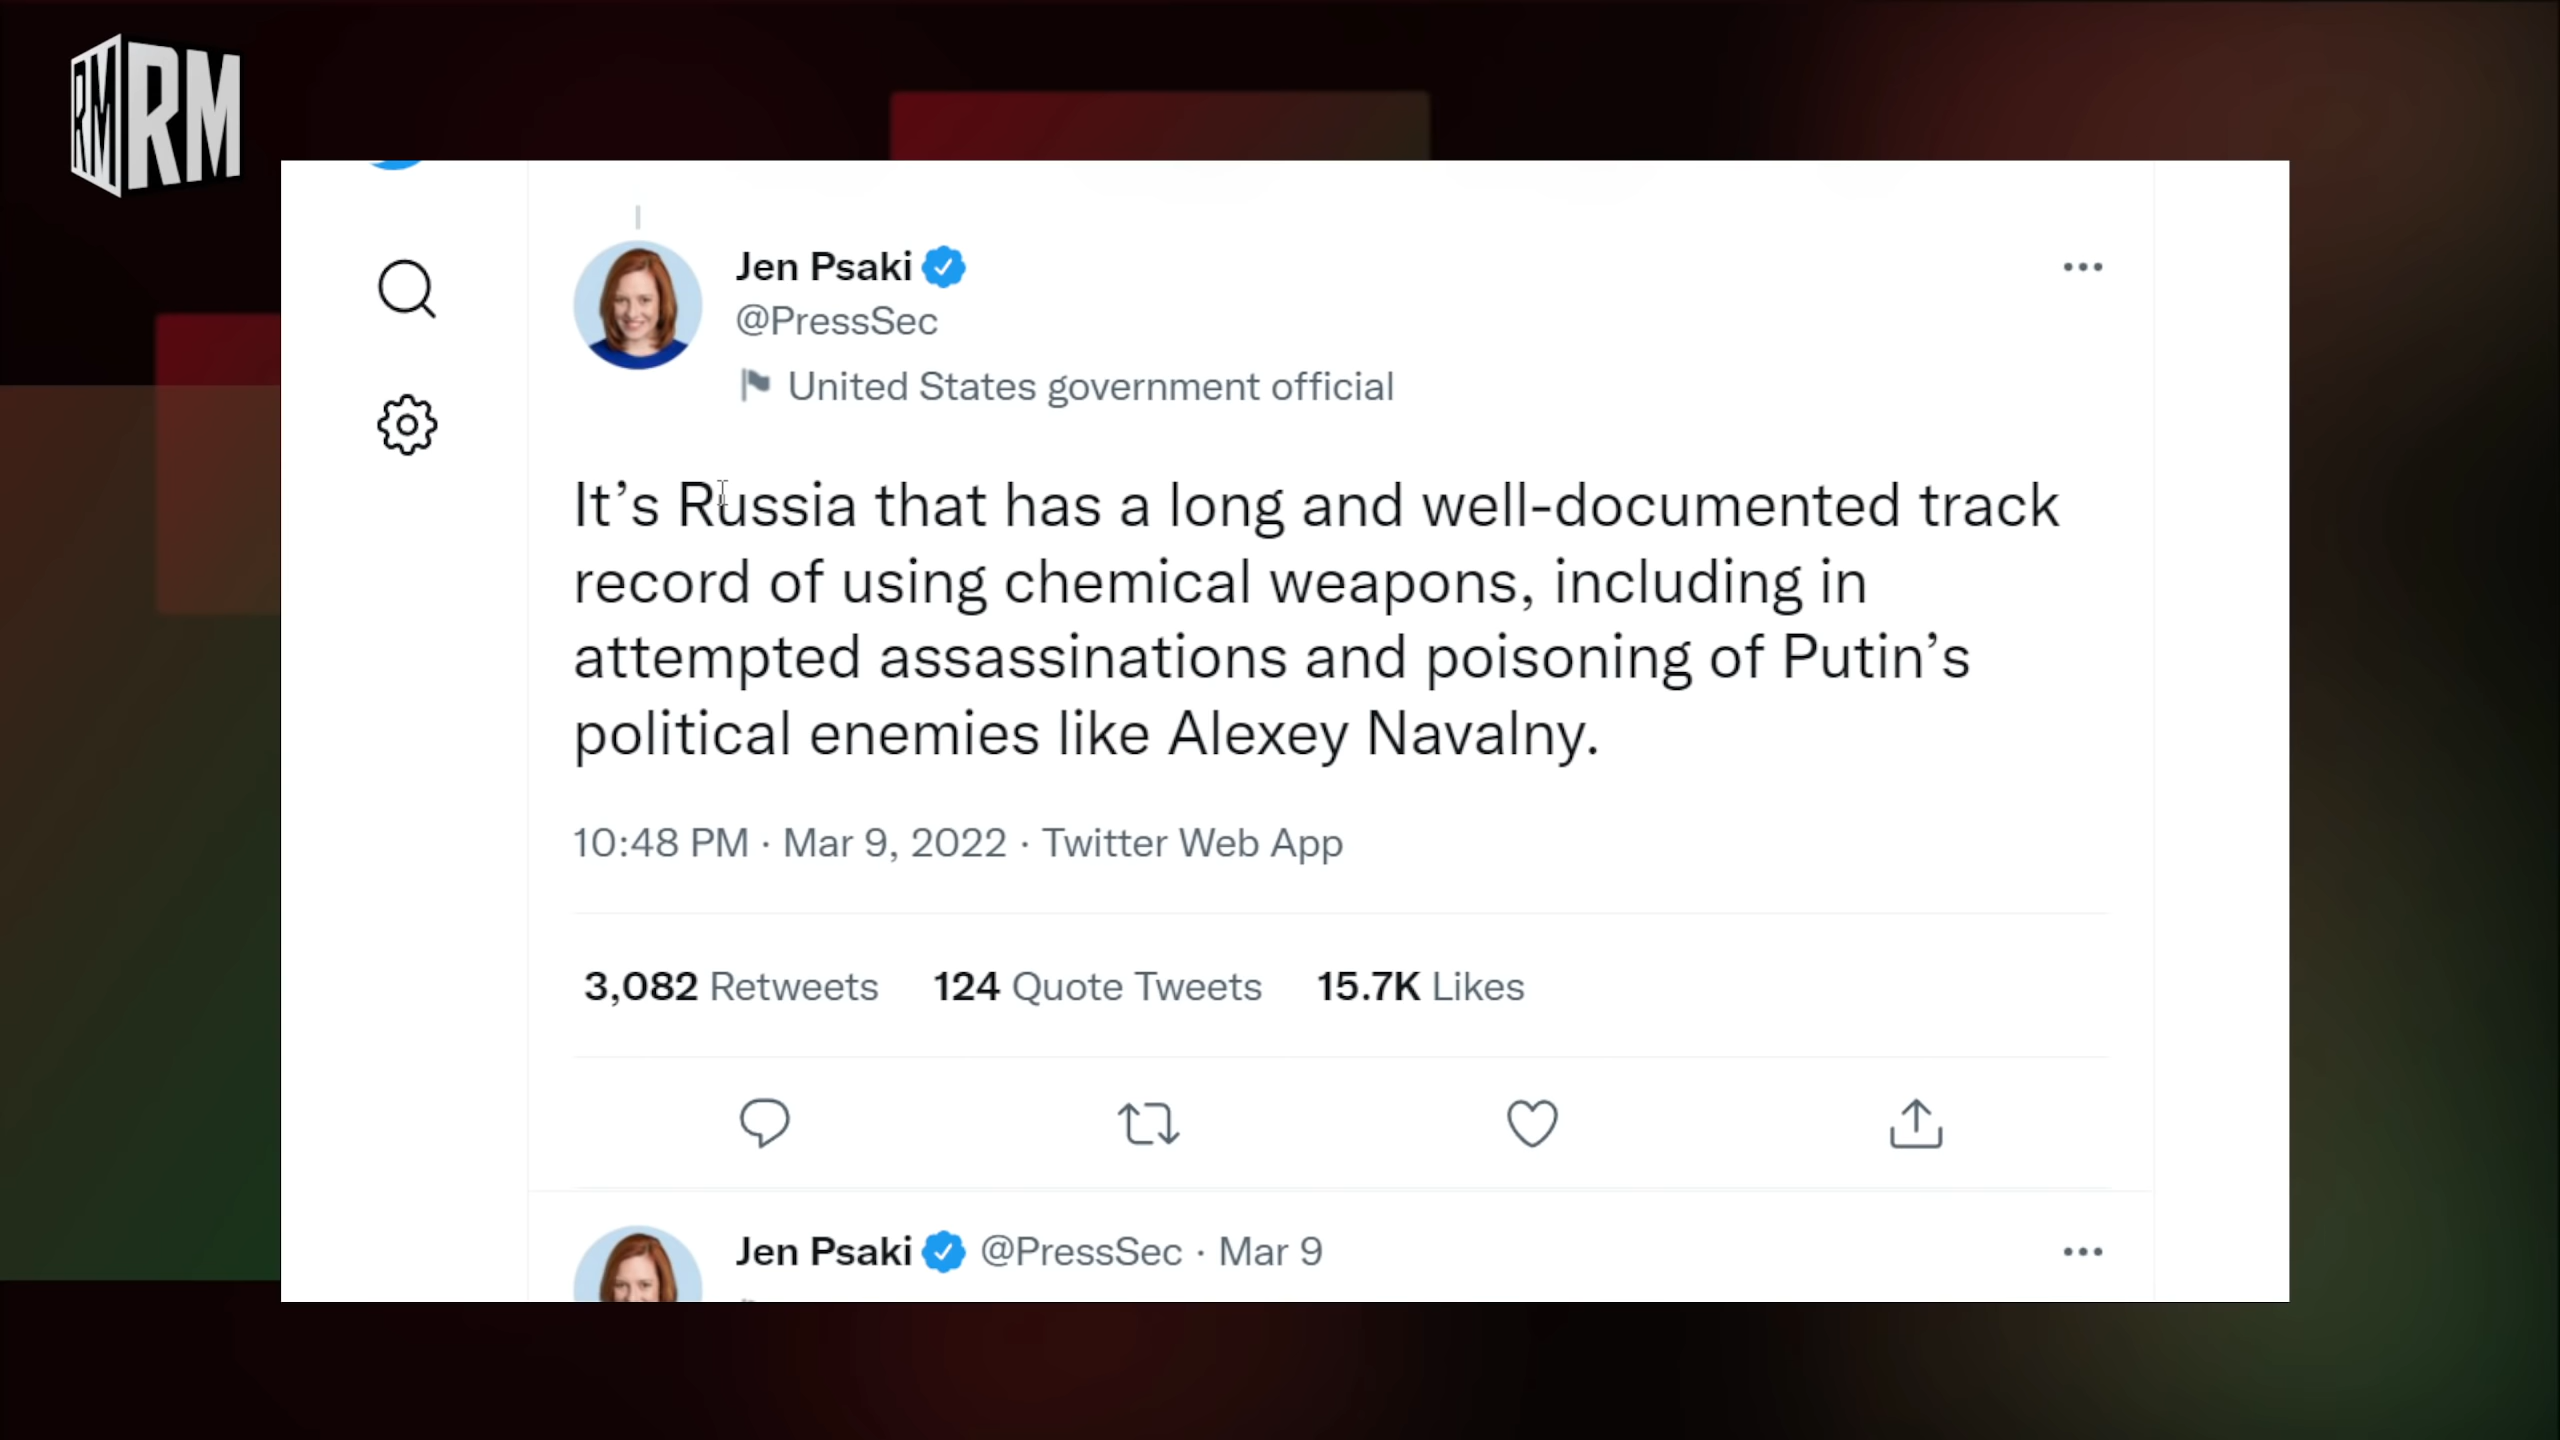 RM RM
Jen Psaki
@PressSec
United States government official
It’s Russia that has a long and well-documented track
record of using chemical weapons, including in
attempted assassinations and poisoning of Putin’s
political enemies like Alexey Navalny.
10:48 PM · Mar 9, 2022 · Twitter Web App
3,082 Retweets 124 Quote Tweets 15.7K Likes
Jen Psaki @PressSec · Mar 9